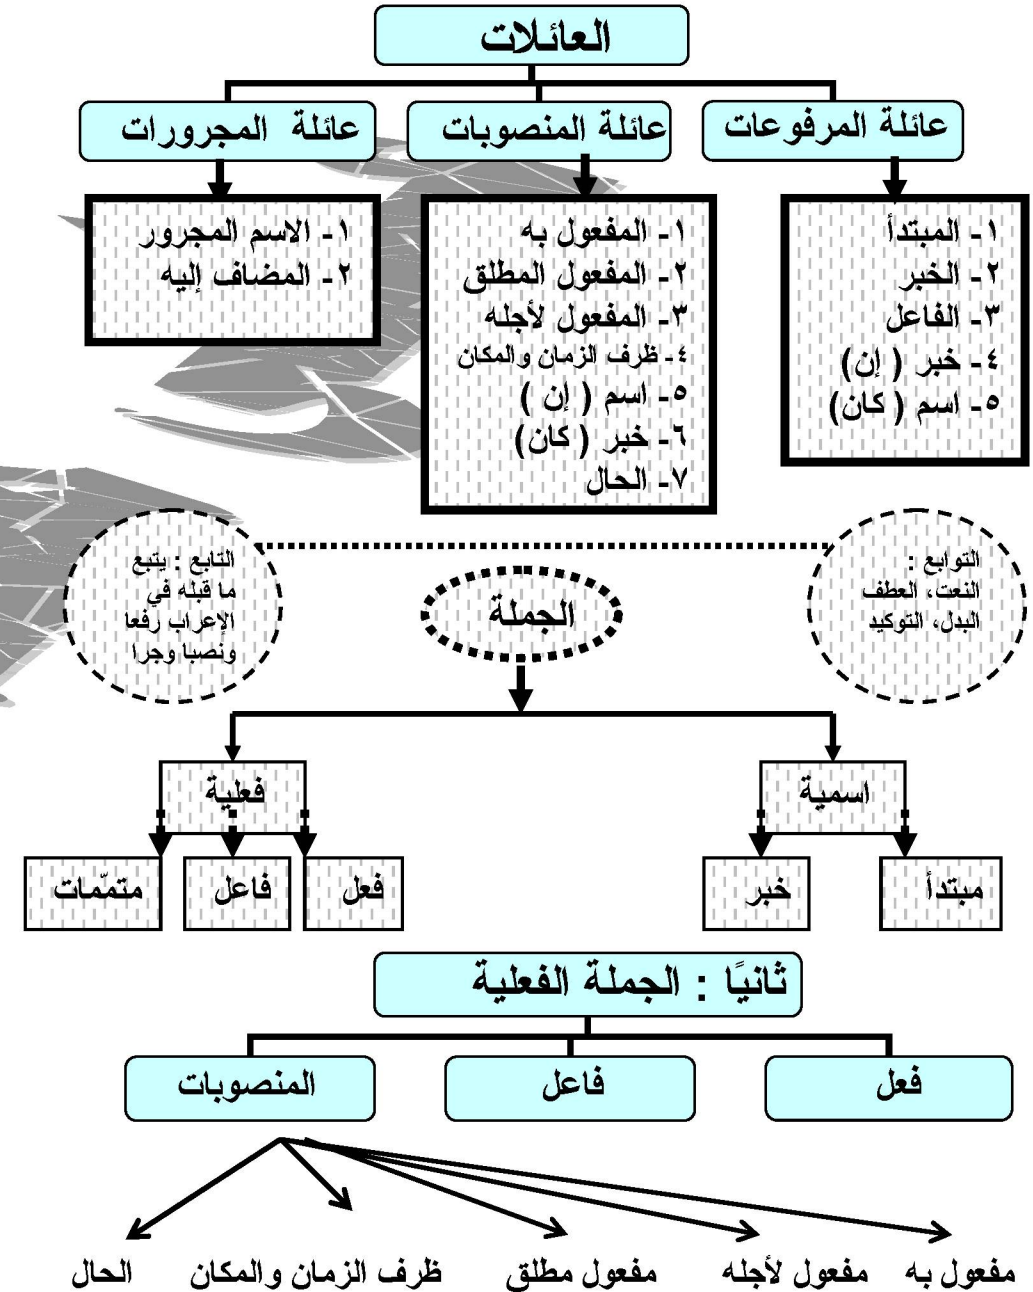 العائلات
عائلة المرفوعات
عائلة المنصوبات
عائلة المجرورات
١- المبتدأ
٢- الخبر
٣- الفاعل
٤- خبر ( إن)
٥- اسم ( كان)
١- المفعول به
٢- المفعول المطلق
٣- المفعول لأجله
٤- ظرف الزمان والمكان
٥- اسم ( إن )
٦- خبر ( كان)
٧- الحال
١- الاسم المجرور
٢- المضاف إليه
التوابع :
النعت، العطف
البدل، التوكيد
الجملة
التابع : يتبع
ما قبله في
الإعراب رفعا
ونصبا وجرا
اسمية
فعلية
مبتدأ
خبر
فعل
فاعل
متمّمات
ثانيًا : الجملة الفعلية
فعل
فاعل
المنصوبات
مفعول به
مفعول لأجله
مفعول مطلق
ظرف الزمان والمكان
الحال